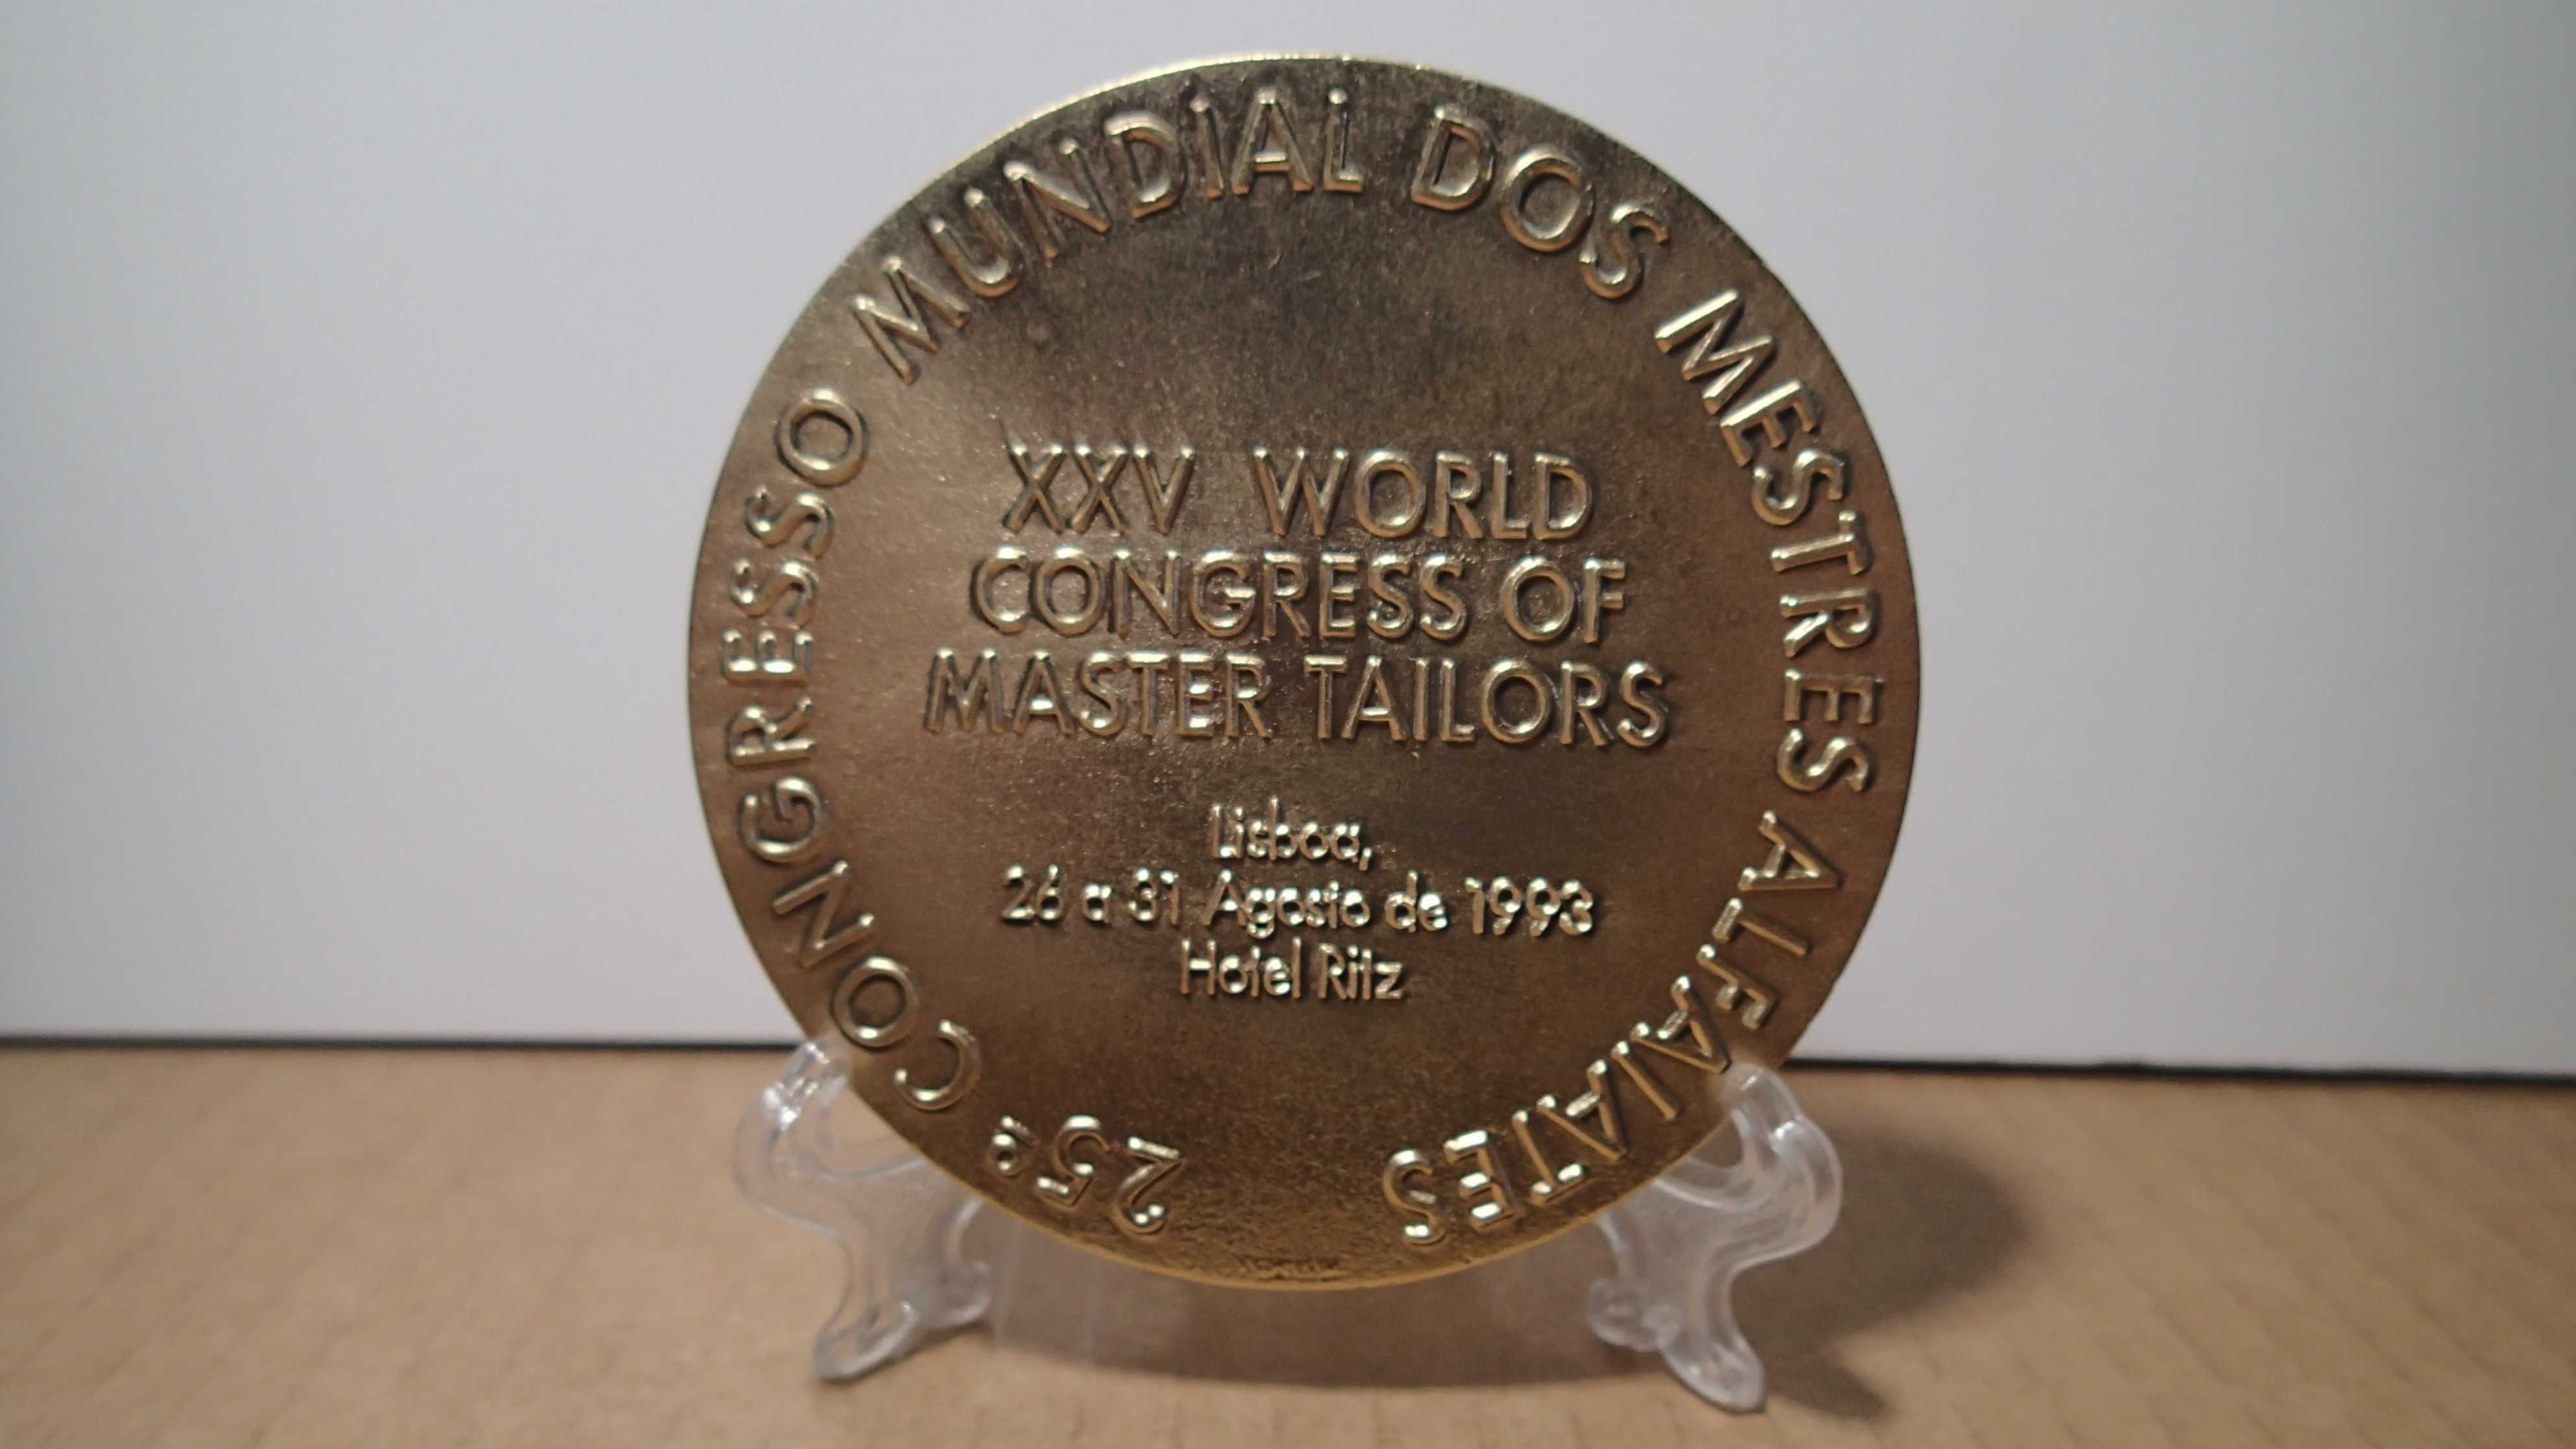 25º CONGRESSO MUNDIAL DOS MESTRES ALFAIATES
XXV WORLD
CONGRESS OF
MASTER TAILORS
Lisboa,
26 a 31 Agosto de 1993
Hotel Ritz